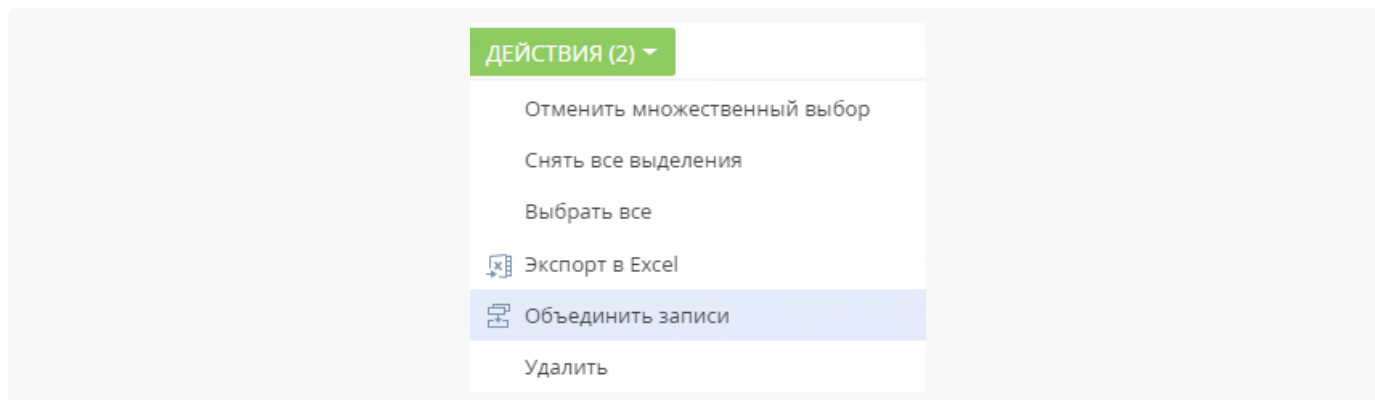 ДЕЙСТВИЯ (2)
Отменить множественный выбор
Снять все выделения
Выбрать все
Экспорт в Excel
Объединить записи
Удалить